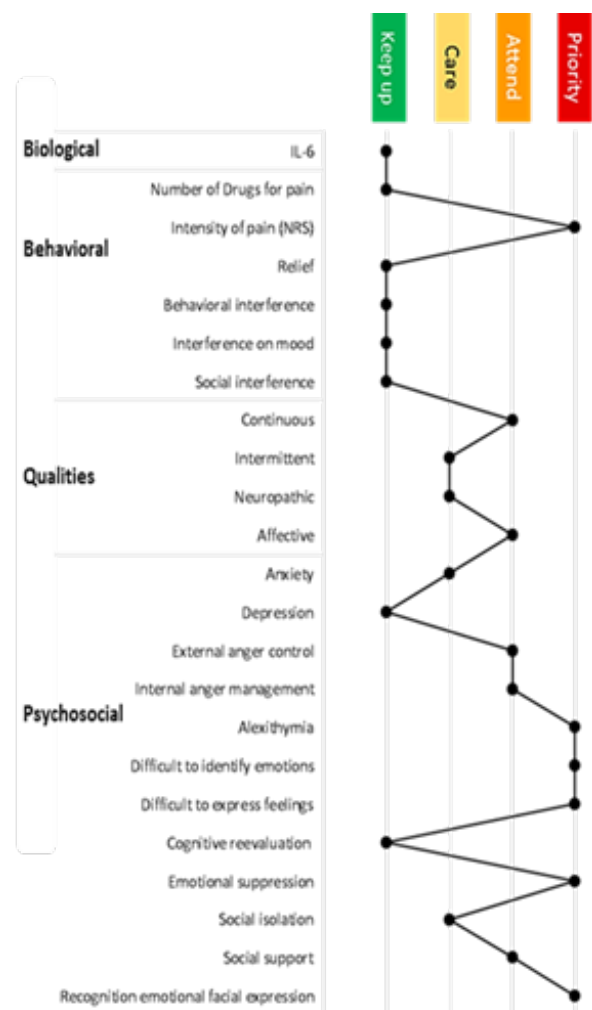 Keep up
Care
Attend
Priority
Biological
IL-6
Number of Drugs for pain
Intensity of pain (NRS)
Behavioral
Relief
Behavioral interference
Interference on mood
Social interference
Continuous
Intermittent
Qualities
Neuropathic
Affective
Anxiety
Depression
External anger control
Internal anger management
Psychosocial
Alexithymia
Difficult to identify emotions
Difficult to express feelings
Cognitive reevaluation
Emotional suppression
Social isolation
Social support
Recognition emotional facial expression